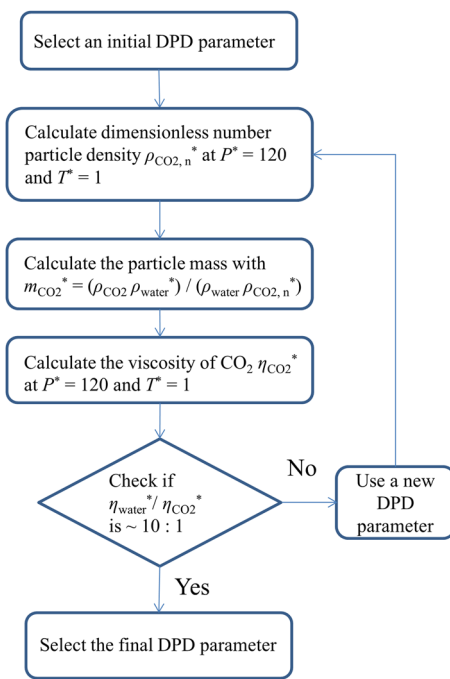 Select an initial DPD parameter
Calculate dimensionless number
particle density ρCO2, n* at P* = 120
and T* = 1
Calculate the particle mass with
mCO2* = (ρCO2 ρwater*) / (ρwater ρCO2, n*)
Calculate the viscosity of CO2 ηCO2*
at P* = 120 and T* = 1
Check if
ηwater*/ ηCO2*
is ~ 10 : 1
No
Use a new
DPD
parameter
Yes
Select the final DPD parameter